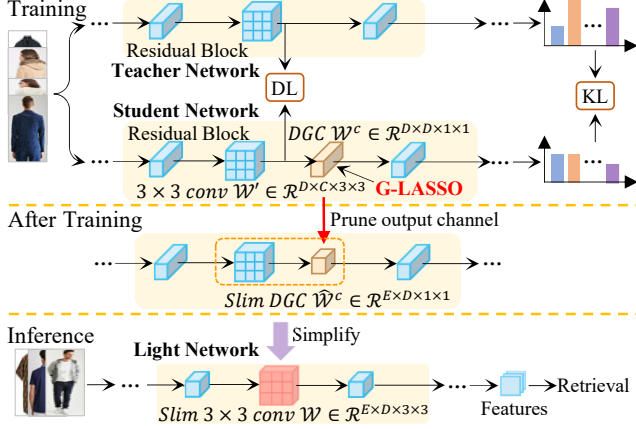 Training
...
...
...
Residual Block
Teacher Network
DL
KL
Student Network
Residual Block
DGC 𝒲ᶜ ∈ ℛ^{D×D×1×1}
...
...
...
...
3 × 3 conv 𝒲′ ∈ ℛ^{D×C×3×3}
G-LASSO
After Training
Prune output channel
...
...
Slim DGC 𝒲̂ᶜ ∈ ℛ^{E×D×1×1}
Inference
Simplify
Light Network
...
...
Retrieval
Slim 3 × 3 conv 𝒲 ∈ ℛ^{E×D×3×3}
Features